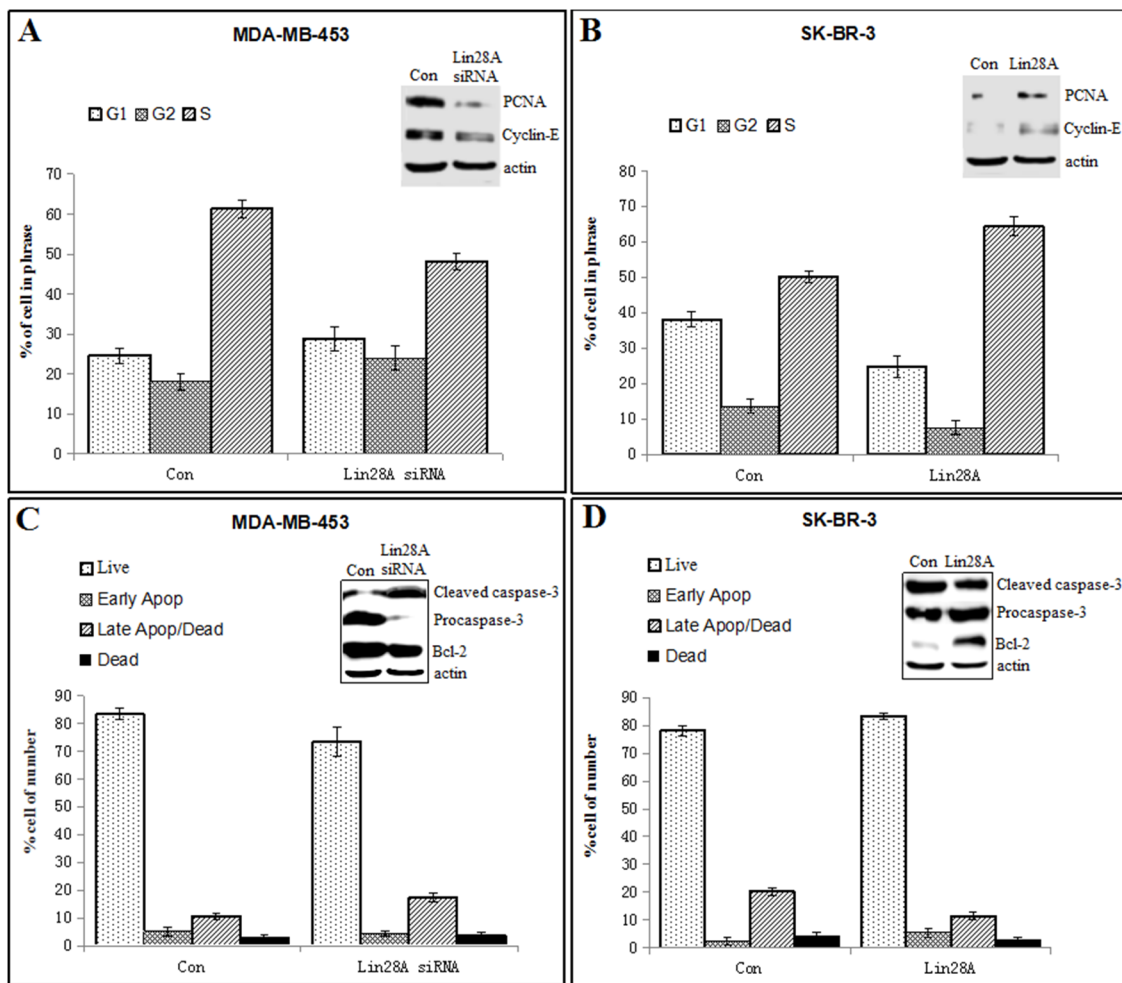 A
MDA-MB-453
Con
Lin28A
siRNA
PCNA
Cyclin-E
actin
G1 G2 S
% of cell in phrase
70
60
50
40
30
20
10
0
Con
Lin28A siRNA
B
SK-BR-3
Con Lin28A
PCNA
Cyclin-E
actin
G1 G2 S
% of cell in phrase
80
70
60
50
40
30
20
10
0
Con
Lin28A
C
MDA-MB-453
Live
Early Apop
Late Apop/Dead
Dead
Con
Lin28A
siRNA
Cleaved caspase-3
Procaspase-3
Bcl-2
actin
%cell of number
90
80
70
60
50
40
30
20
10
0
Con
Lin28A siRNA
D
SK-BR-3
Live
Early Apop
Late Apop/Dead
Dead
Con Lin28A
Cleaved caspase-3
Procaspase-3
Bcl-2
actin
%cell of number
90
80
70
60
50
40
30
20
10
0
Con
Lin28A